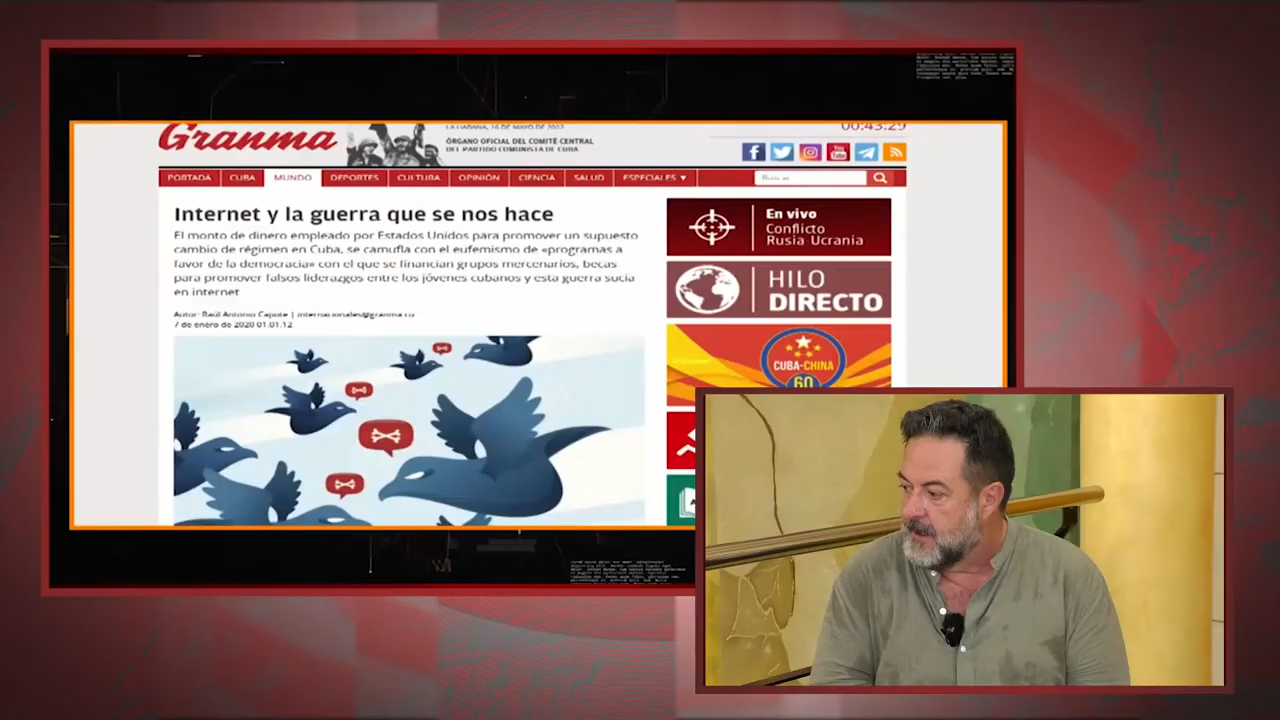 Granma
LA HABANA, 16 DE MAYO DE 2022
ÓRGANO OFICIAL DEL COMITÉ CENTRAL
DEL PARTIDO COMUNISTA DE CUBA
00:43:29
PORTADA CUBA MUNDO DEPORTES CULTURA OPINIÓN CIENCIA SALUD ESPECIALES Buscar
Internet y la guerra que se nos hace
El monto de dinero empleado por Estados Unidos para promover un supuesto
cambio de régimen en Cuba, se camufla con el eufemismo de «programas a
favor de la democracia» con el que se financian grupos mercenarios, becas
para promover falsos liderazgos entre los jóvenes cubanos y esta guerra sucia
en internet
Autor: Raúl Antonio Capote | internacionales@granma.cu
7 de enero de 2020 01:01:12
En vivo
Conflicto
Rusia-Ucrania
HILO
DIRECTO
CUBA-CHINA
60
You
Tube